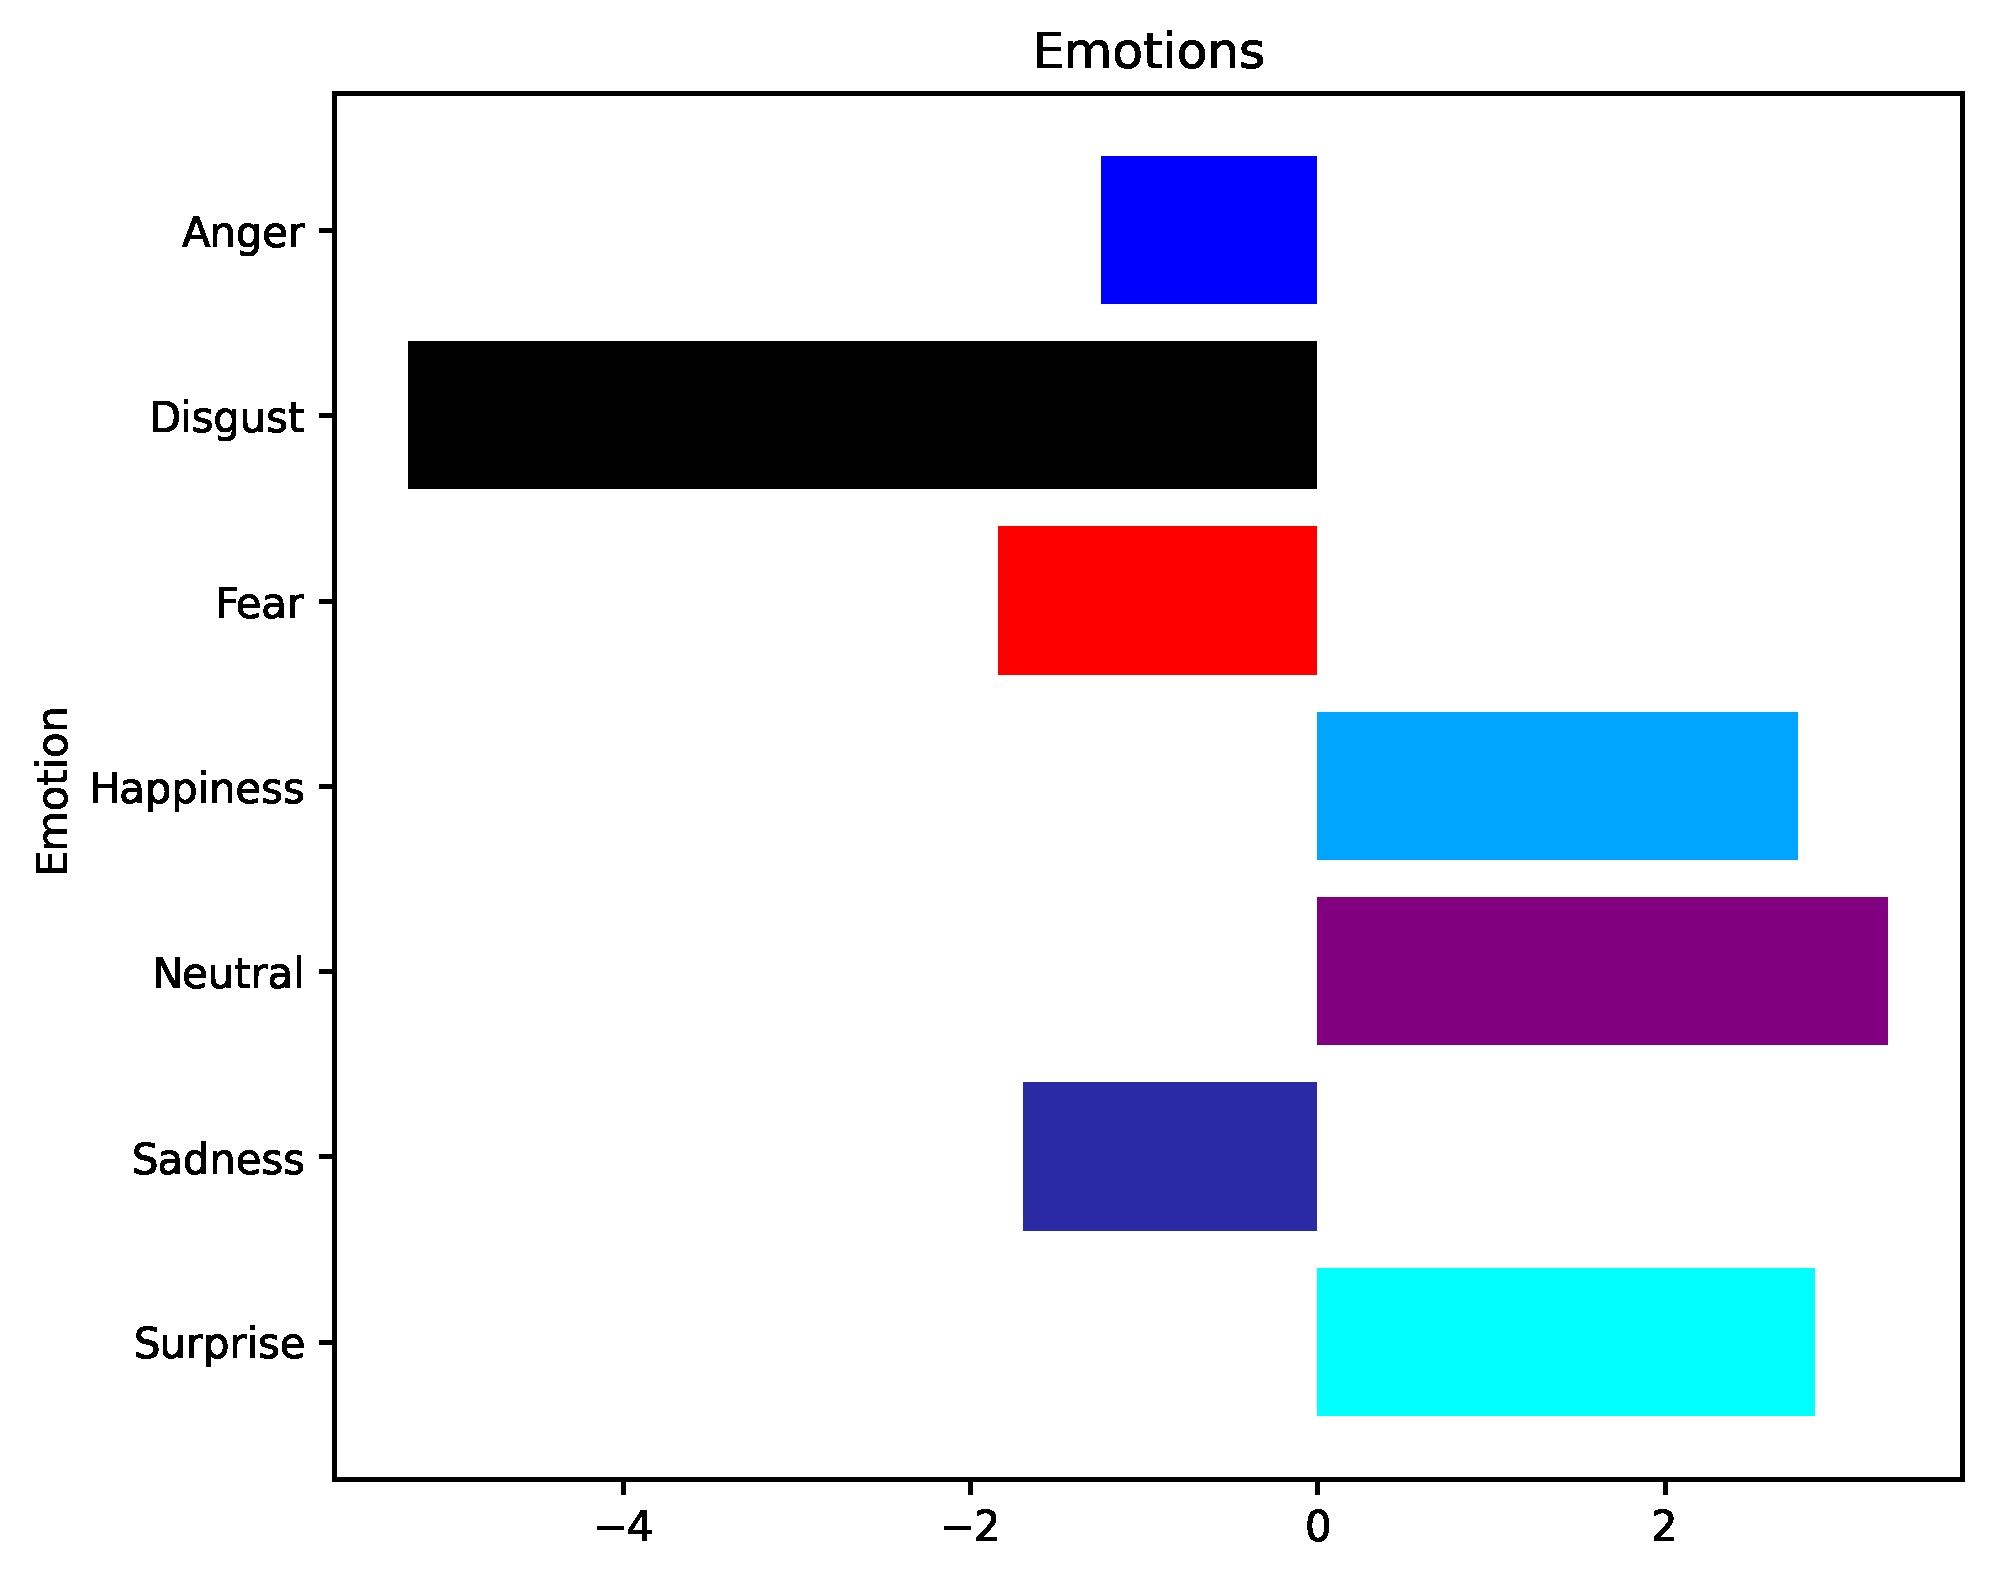 Emotions
Anger
Disgust
Fear
Happiness
Neutral
Sadness
Surprise
Emotion
−4
−2
0
2